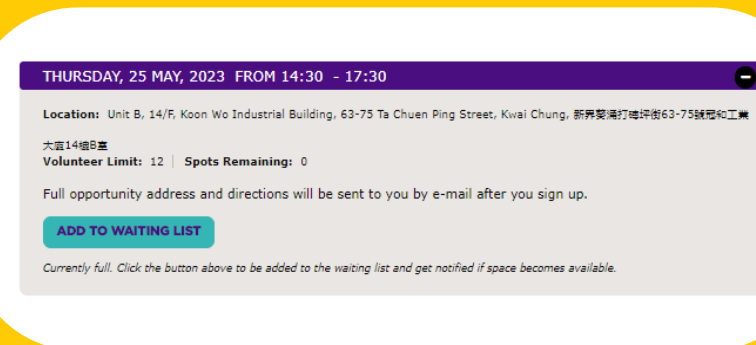 THURSDAY, 25 MAY, 2023 FROM 14:30 - 17:30
Location: Unit B, 14/F, Koon Wo Industrial Building, 63-75 Ta Chuen Ping Street, Kwai Chung, 新界葵涌打磚坪街63-75號冠和工業
大廈14樓B室
Volunteer Limit: 12 | Spots Remaining: 0
Full opportunity address and directions will be sent to you by e-mail after you sign up.
ADD TO WAITING LIST
Currently full. Click the button above to be added to the waiting list and get notified if space becomes available.